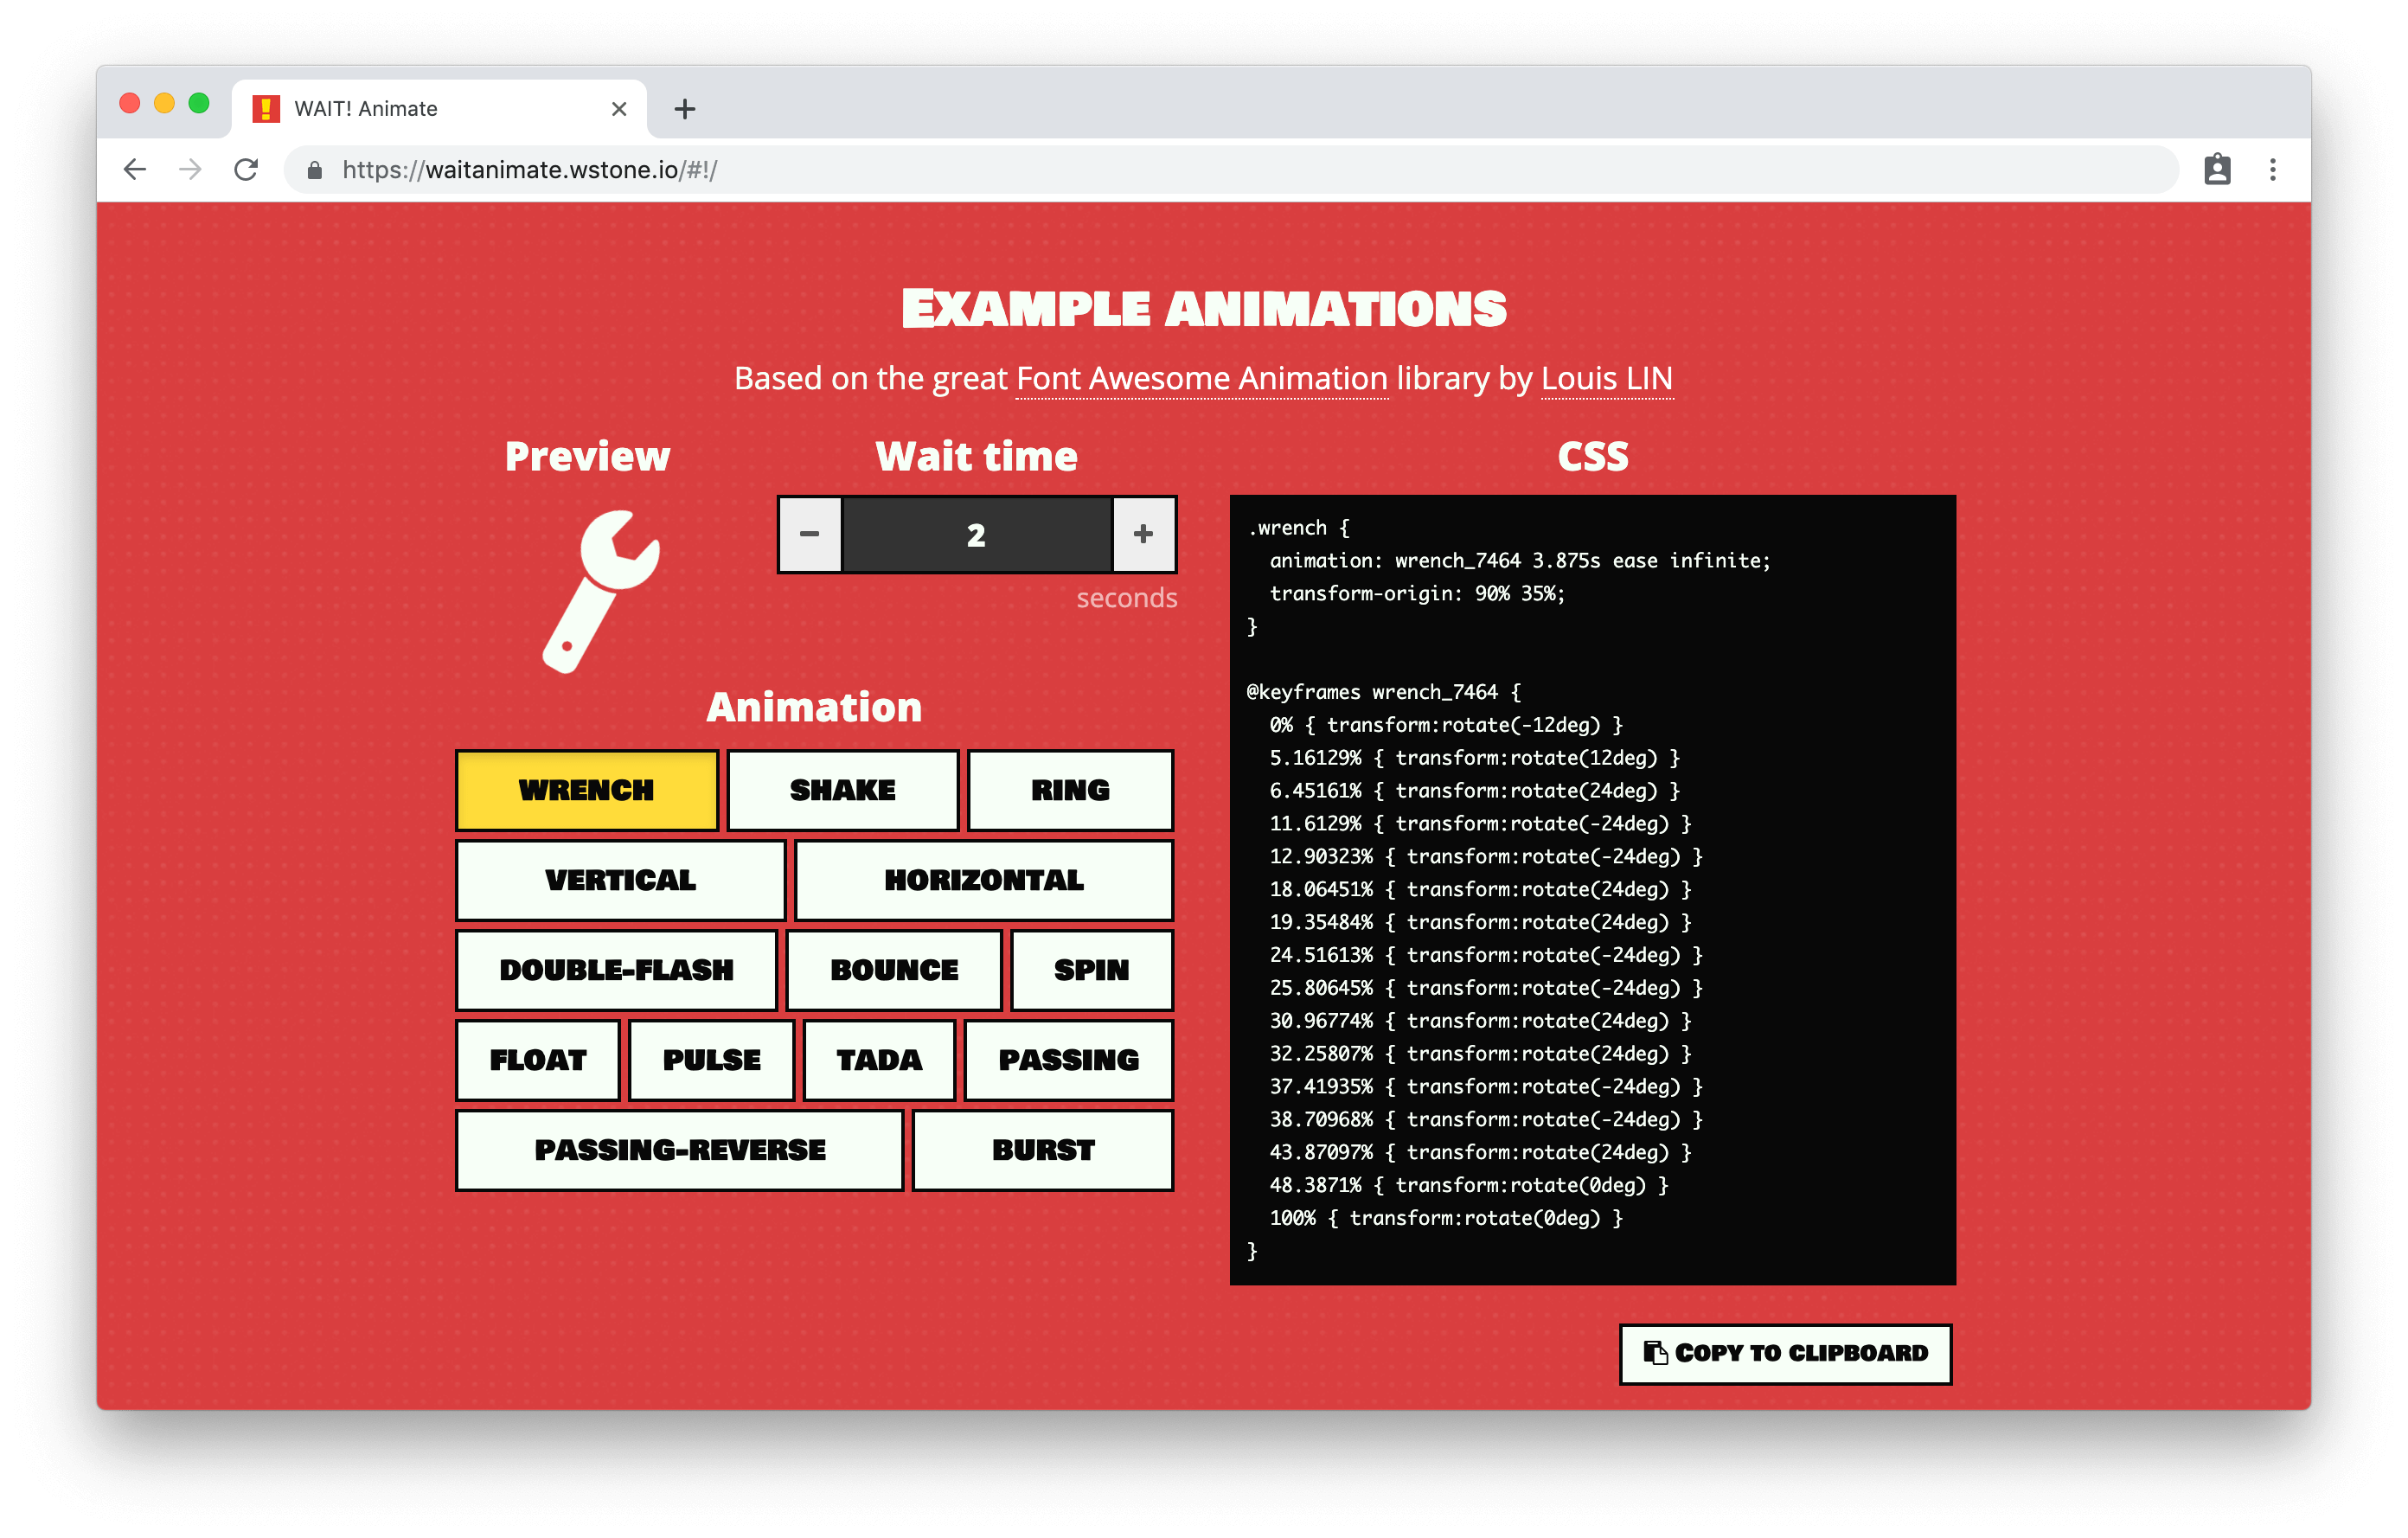 WAIT! Animate
https://waitanimate.wstone.io/#!/
EXAMPLE ANIMATIONS
Based on the great Font Awesome Animation library by Louis LIN
Preview
Wait time
2
seconds
Animation
WRENCH
SHAKE
RING
VERTICAL
HORIZONTAL
DOUBLE-FLASH
BOUNCE
SPIN
FLOAT
PULSE
TADA
PASSING
PASSING-REVERSE
BURST
CSS
.wrench {
  animation: wrench_7464 3.875s ease infinite;
  transform-origin: 90% 35%;
}
@keyframes wrench_7464 {
  0% { transform:rotate(-12deg) }
  5.16129% { transform:rotate(12deg) }
  6.45161% { transform:rotate(24deg) }
  11.6129% { transform:rotate(-24deg) }
  12.90323% { transform:rotate(-24deg) }
  18.06451% { transform:rotate(24deg) }
  19.35484% { transform:rotate(24deg) }
  24.51613% { transform:rotate(-24deg) }
  25.80645% { transform:rotate(-24deg) }
  30.96774% { transform:rotate(24deg) }
  32.25807% { transform:rotate(24deg) }
  37.41935% { transform:rotate(-24deg) }
  38.70968% { transform:rotate(-24deg) }
  43.87097% { transform:rotate(24deg) }
  48.3871% { transform:rotate(0deg) }
  100% { transform:rotate(0deg) }
}
COPY TO CLIPBOARD